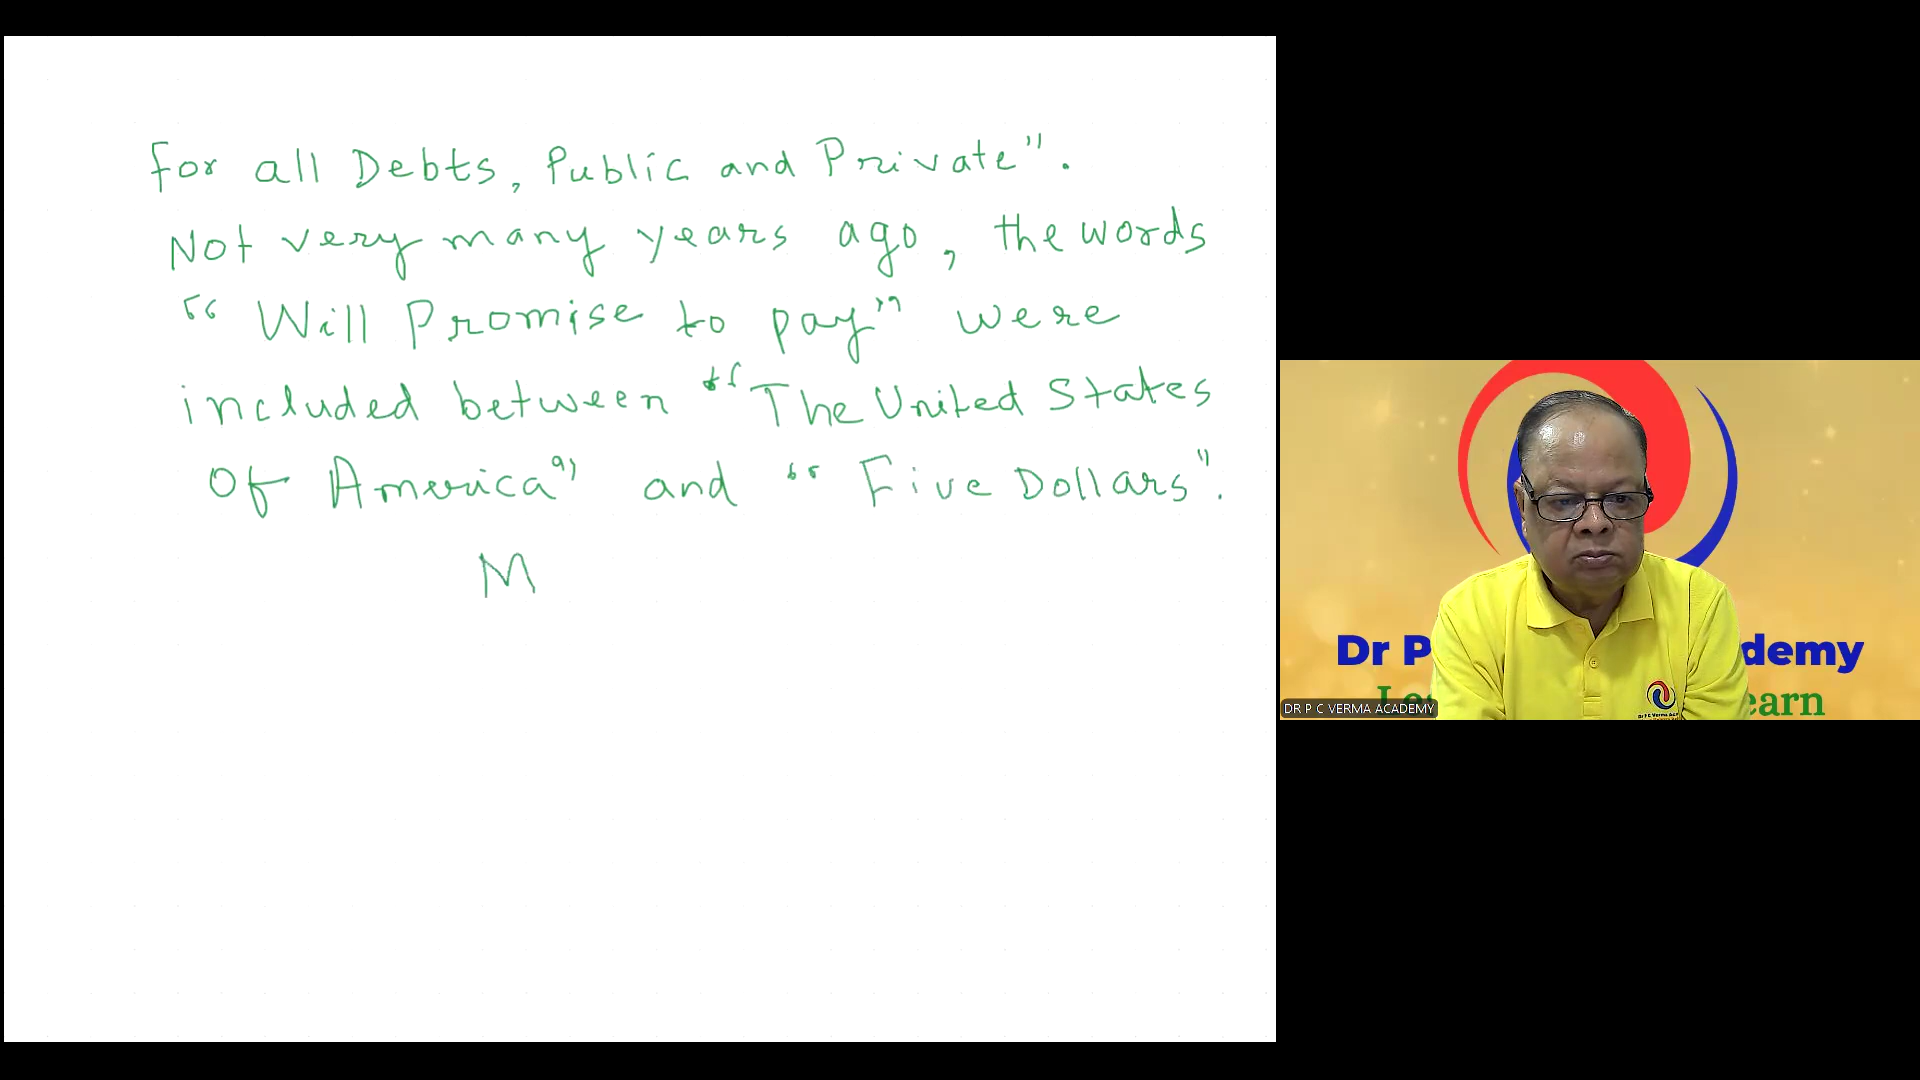 for all Debts, Public and Private".
Not very many years ago, the words
"Will Promise to pay" were
included between "The United States
Of America" and "Five Dollars".
M
Dr P demy
earn
DR P C VERMA ACADEMY